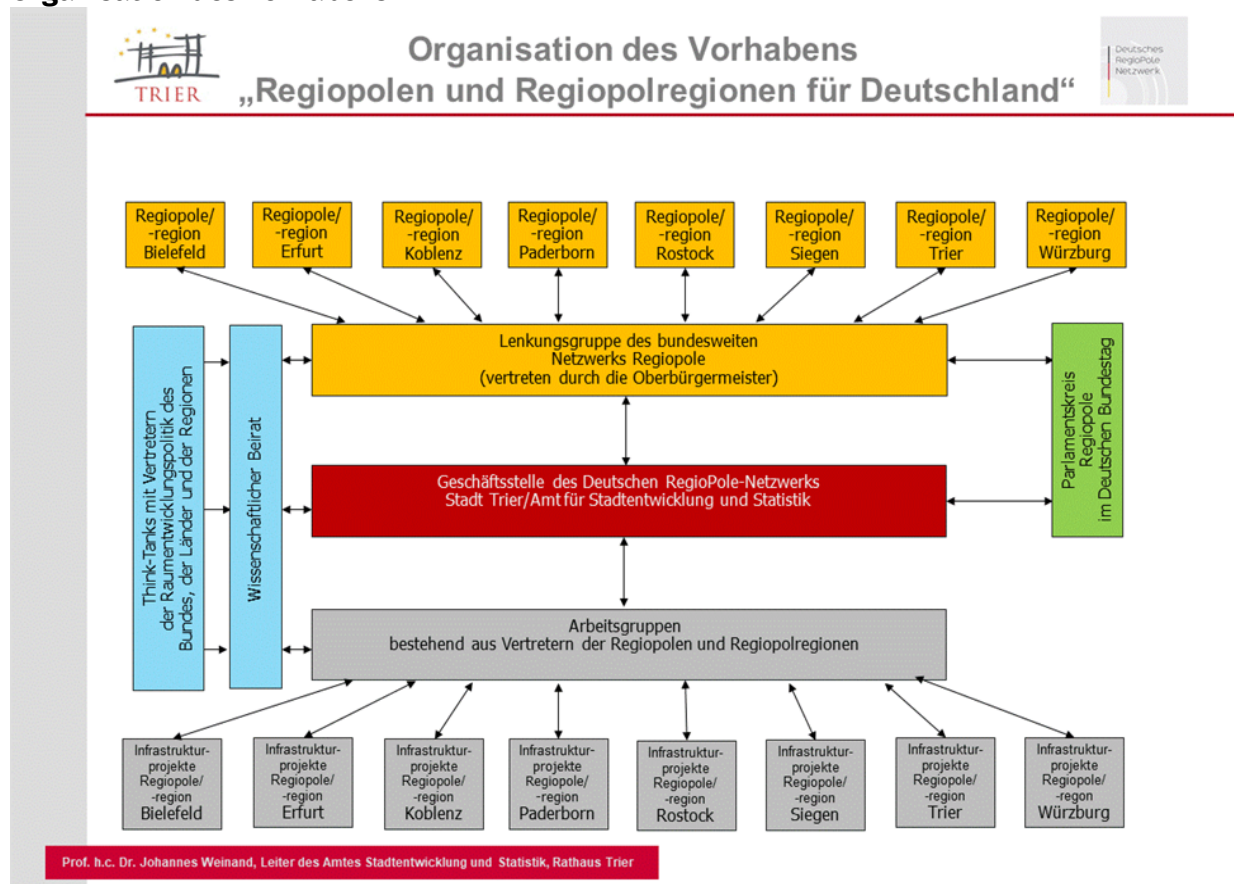 Organisation des Vorhabens
„Regiopolen und Regiopolregionen für Deutschland“
TRIER
Deutsches
RegioPole
Netzwerk
Regiopole/
-region
Bielefeld
Regiopole/
-region
Erfurt
Regiopole/
-region
Koblenz
Regiopole/
-region
Paderborn
Regiopole/
-region
Rostock
Regiopole/
-region
Siegen
Regiopole/
-region
Trier
Regiopole/
-region
Würzburg
Think-Tanks mit Vertretern
der Raumentwicklungspolitik des
Bundes, der Länder und der Regionen
Wissenschaftlicher Beirat
Lenkungsgruppe des bundesweiten
Netzwerks Regiopole
(vertreten durch die Oberbürgermeister)
Geschäftsstelle des Deutschen RegioPole-Netzwerks
Stadt Trier/Amt für Stadtentwicklung und Statistik
Arbeitsgruppen
bestehend aus Vertretern der Regiopolen und Regiopolregionen
Parlamentskreis
Regiopole
im Deutschen Bundestag
Infrastruktur-
projekte
Regiopole/
-region
Bielefeld
Infrastruktur-
projekte
Regiopole/
-region
Erfurt
Infrastruktur-
projekte
Regiopole/
-region
Koblenz
Infrastruktur-
projekte
Regiopole/
-region
Paderborn
Infrastruktur-
projekte
Regiopole/
-region
Rostock
Infrastruktur-
projekte
Regiopole/
-region
Siegen
Infrastruktur-
projekte
Regiopole/
-region
Trier
Infrastruktur-
projekte
Regiopole/
-regon
Würzburg
Prof. h.c. Dr. Johannes Weinand, Leiter des Amtes Stadtentwicklung und Statistik, Rathaus Trier